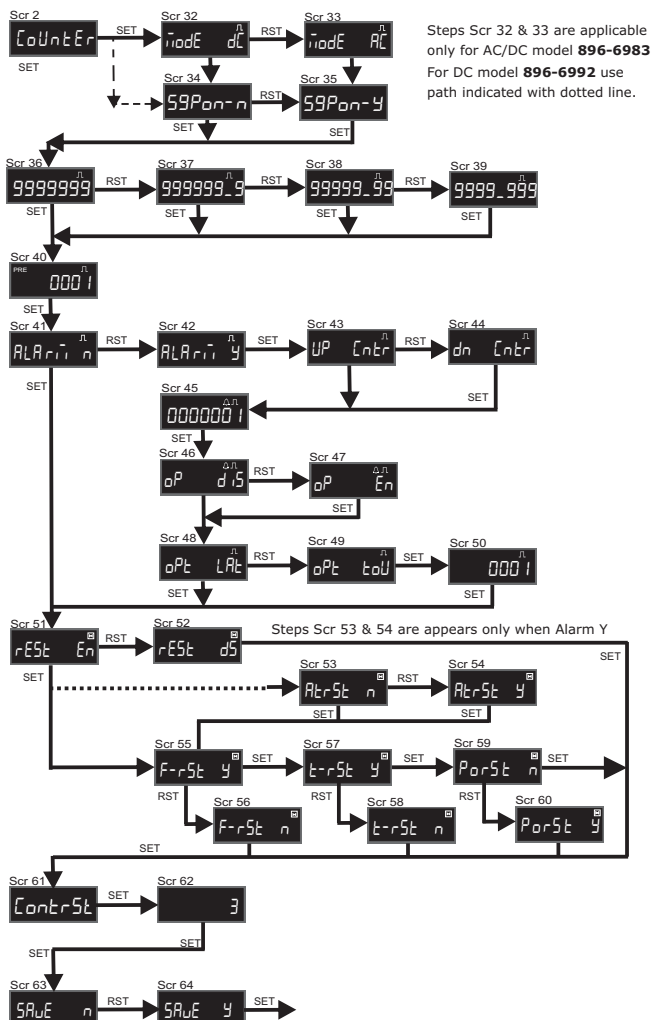 Scr 2
Scr 32
Scr 33
CoUntEr
SET
modE dC
RST
modE AC
SET
Steps Scr 32 & 33 are applicable
only for AC/DC model 896-6983
For DC model 896-6992 use
path indicated with dotted line.
Scr 34
Scr 35
S9Pon-n
RST
S9Pon-Y
SET
SET
Scr 36
Scr 37
Scr 38
Scr 39
9999999
RST
999999_9
RST
99999_99
RST
9999_999
SET
SET
SET
SET
Scr 40
PRE
0001
SET
Scr 41
Scr 42
Scr 43
Scr 44
ALArm n
RST
ALArm y
SET
UP Cntr
RST
dn Cntr
SET
SET
Scr 45
0000001
SET
Scr 46
Scr 47
oP diS
RST
oP En
SET
Scr 48
Scr 49
Scr 50
oPt LAt
RST
oPt toU
SET
0001
SET
SET
Scr 51
Scr 52
Steps Scr 53 & 54 are appears only when Alarm Y
rESt En
RST
rESt dS
SET
SET
Scr 53
Scr 54
AtrSt n
RST
AtrSt y
SET
SET
Scr 55
Scr 57
Scr 59
F-rSt y
SET
t-rSt y
SET
PorSt n
SET
RST
Scr 56
RST
Scr 58
RST
Scr 60
F-rSt n
t-rSt n
PorSt y
SET
Scr 61
Scr 62
ContrSt
SET
3
SET
SET
Scr 63
Scr 64
SAvE n
RST
SAvE y
SET